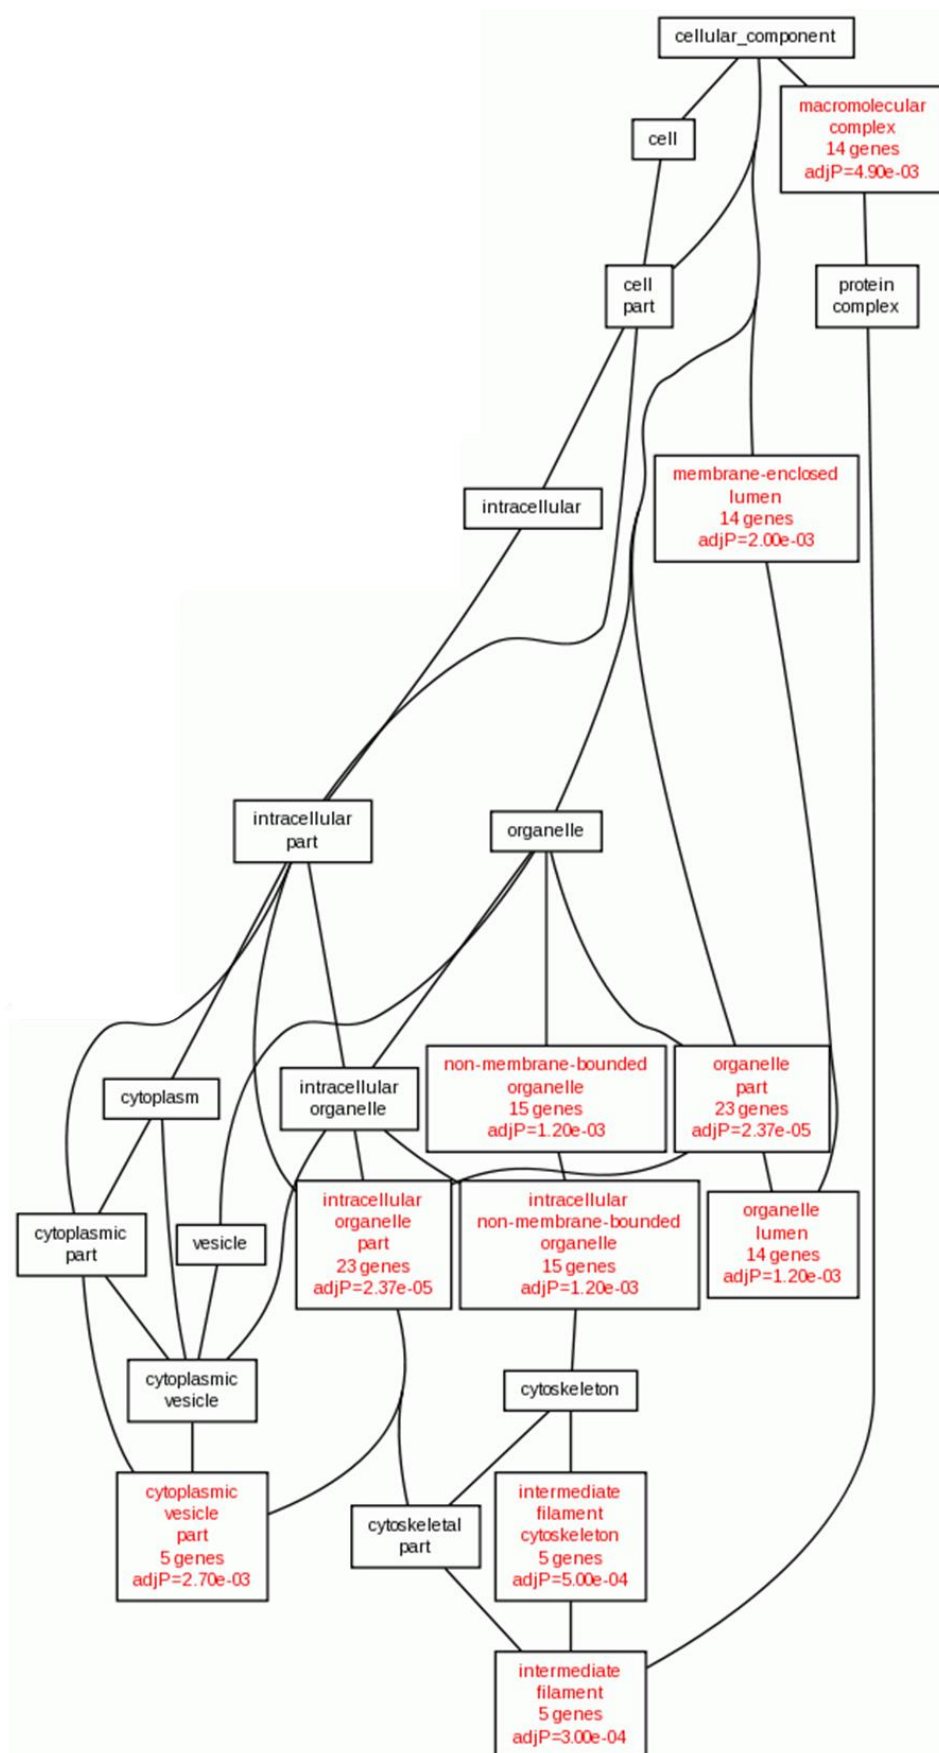 cellular_component
macromolecular
complex
14 genes
adjP=4.90e-03
cell
cell
part
protein
complex
membrane-enclosed
lumen
14 genes
adjP=2.00e-03
intracellular
intracellular
part
organelle
non-membrane-bounded
organelle
15 genes
adjP=1.20e-03
organelle
part
23 genes
adjP=2.37e-05
cytoplasm
intracellular
organelle
cytoplasmic
part
vesicle
intracellular
organelle
part
23 genes
adjP=2.37e-05
intracellular
non-membrane-bounded
organelle
15 genes
adjP=1.20e-03
organelle
lumen
14 genes
adjP=1.20e-03
cytoplasmic
vesicle
cytoskeleton
cytoplasmic
vesicle
part
5 genes
adjP=2.70e-03
cytoskeletal
part
intermediate
filament
cytoskeleton
5 genes
adjP=5.00e-04
intermediate
filament
5 genes
adjP=3.00e-04